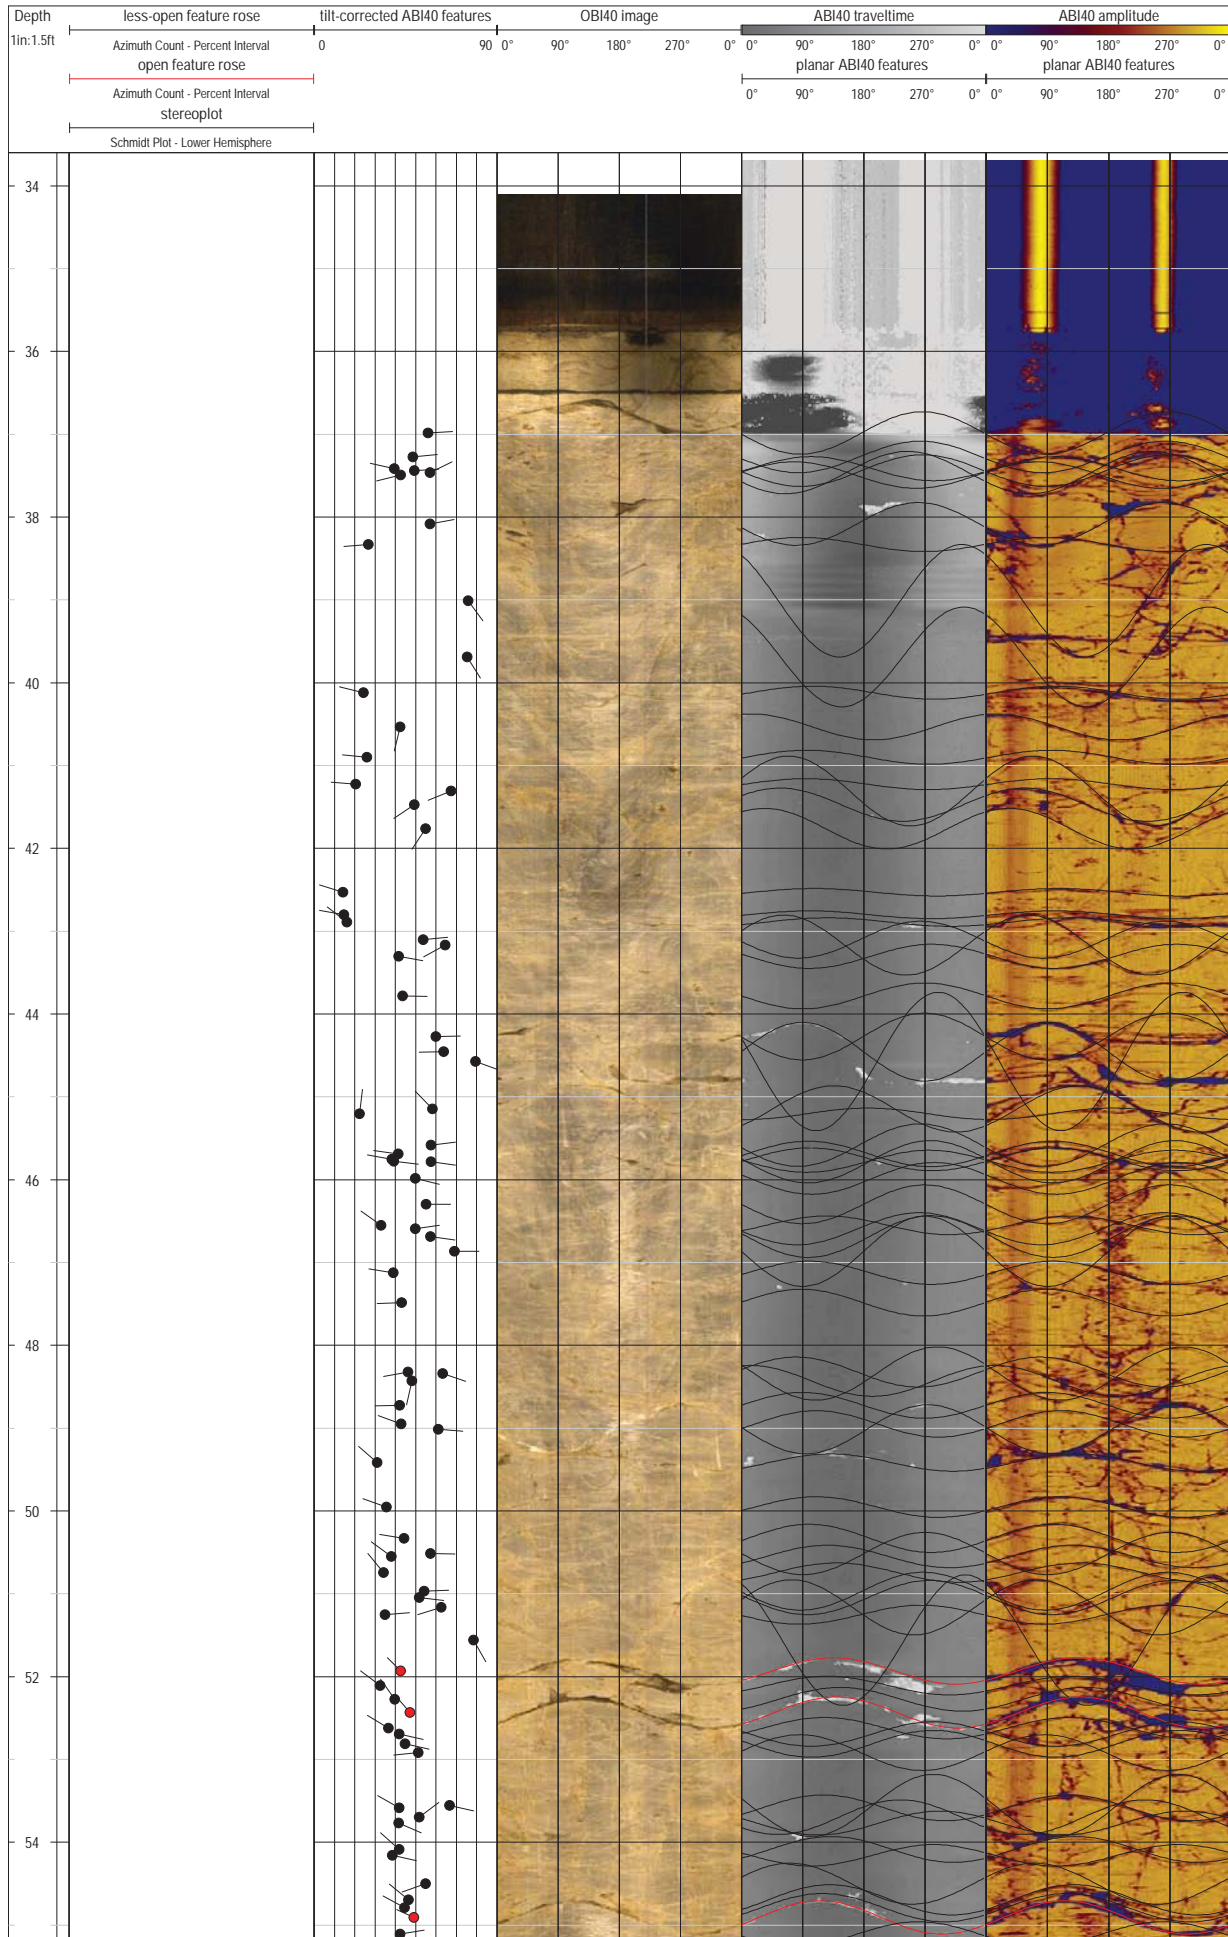 Depth less-open feature rose tilt-corrected ABI40 features OBI40 image ABI40 traveltime ABI40 amplitude
1in:1.5ft Azimuth Count - Percent Interval 0 90 0° 90° 180° 270° 0° 0° 90° 180° 270° 0° 0° 90° 180° 270° 0°
open feature rose planar ABI40 features planar ABI40 features
Azimuth Count - Percent Interval 0° 90° 180° 270° 0° 0° 90° 180° 270° 0°
stereoplot
Schmidt Plot - Lower Hemisphere
34
36
38
40
42
44
46
48
50
52
54